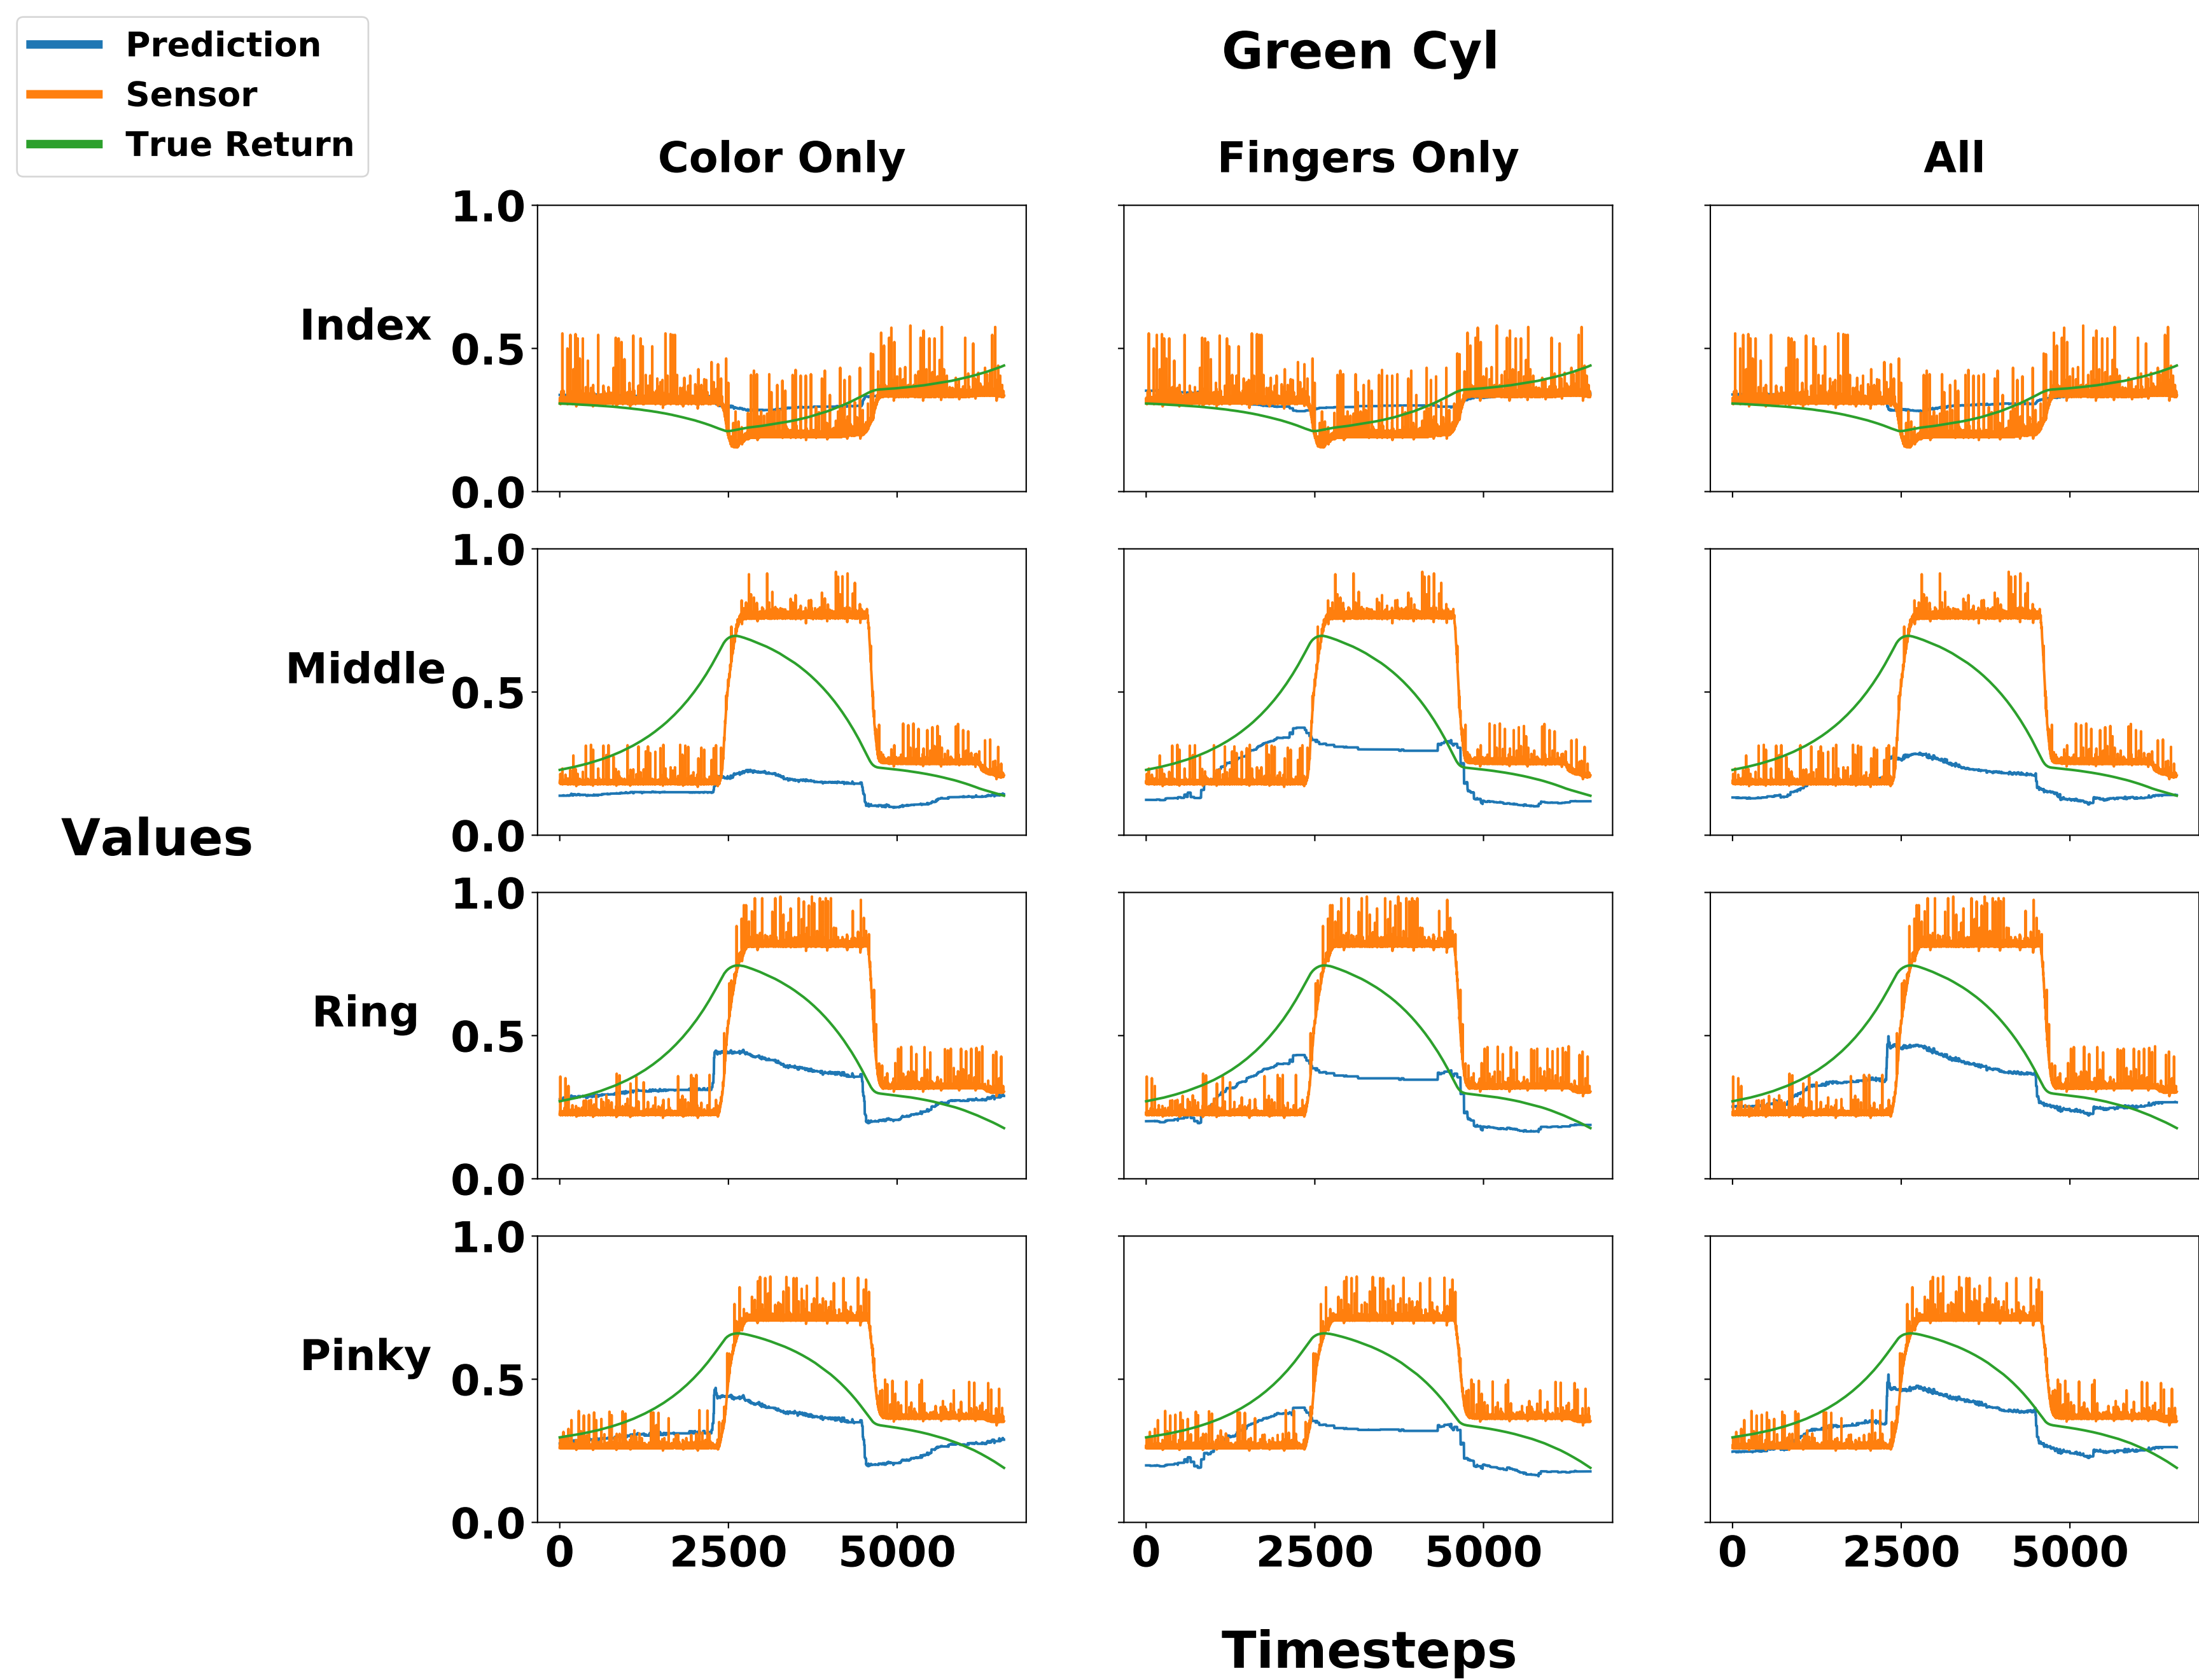 Prediction
Sensor
True Return
Green Cyl
Color Only
Fingers Only
All
Index
1.0
0.5
0.0
Middle
1.0
0.5
0.0
Values
Ring
1.0
0.5
0.0
Pinky
1.0
0.5
0.0
0 2500 5000
0 2500 5000
0 2500 5000
Timesteps